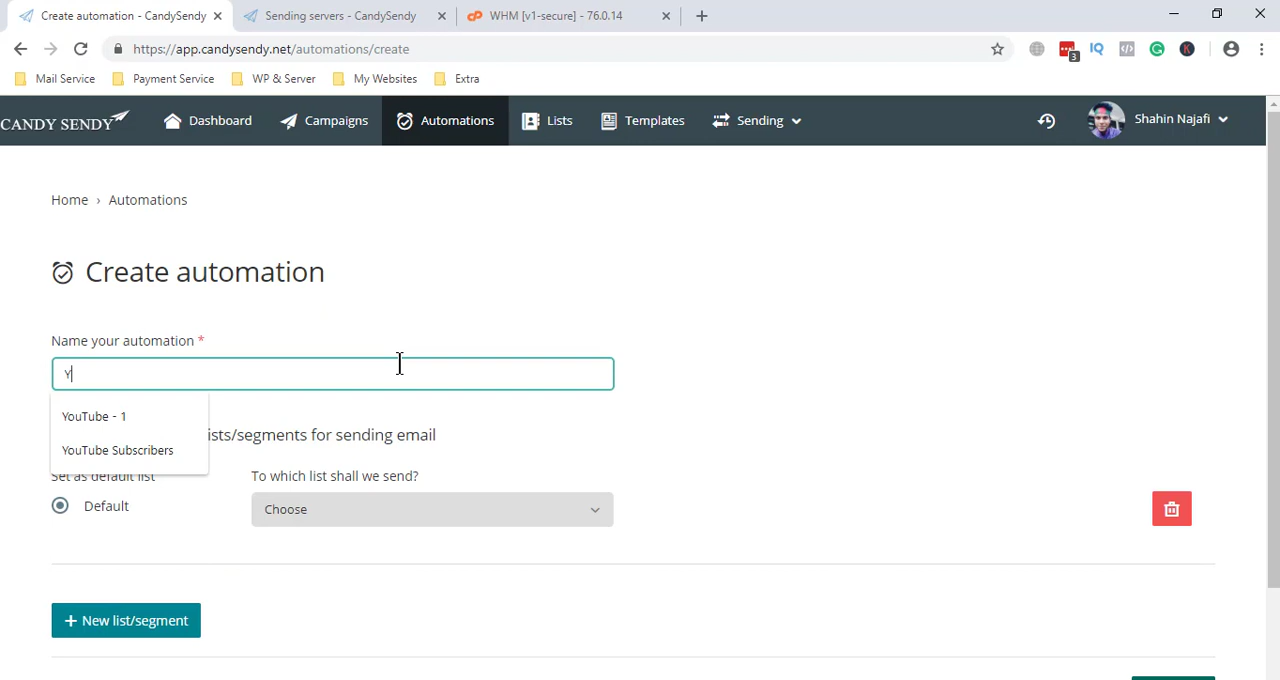 Create automation - CandySendy
Sending servers - CandySendy
WHM [v1-secure] - 76.0.14
https://app.candysendy.net/automations/create
IQ
3
K
Mail Service
Payment Service
WP & Server
My Websites
Extra
CANDY SENDY
Dashboard
Campaigns
Automations
Lists
Templates
Sending
Shahin Najafi
Home › Automations
Create automation
Name your automation *
Y
YouTube - 1
YouTube Subscribers
ists/segments for sending email
Set as default list
To which list shall we send?
Default
Choose
+ New list/segment